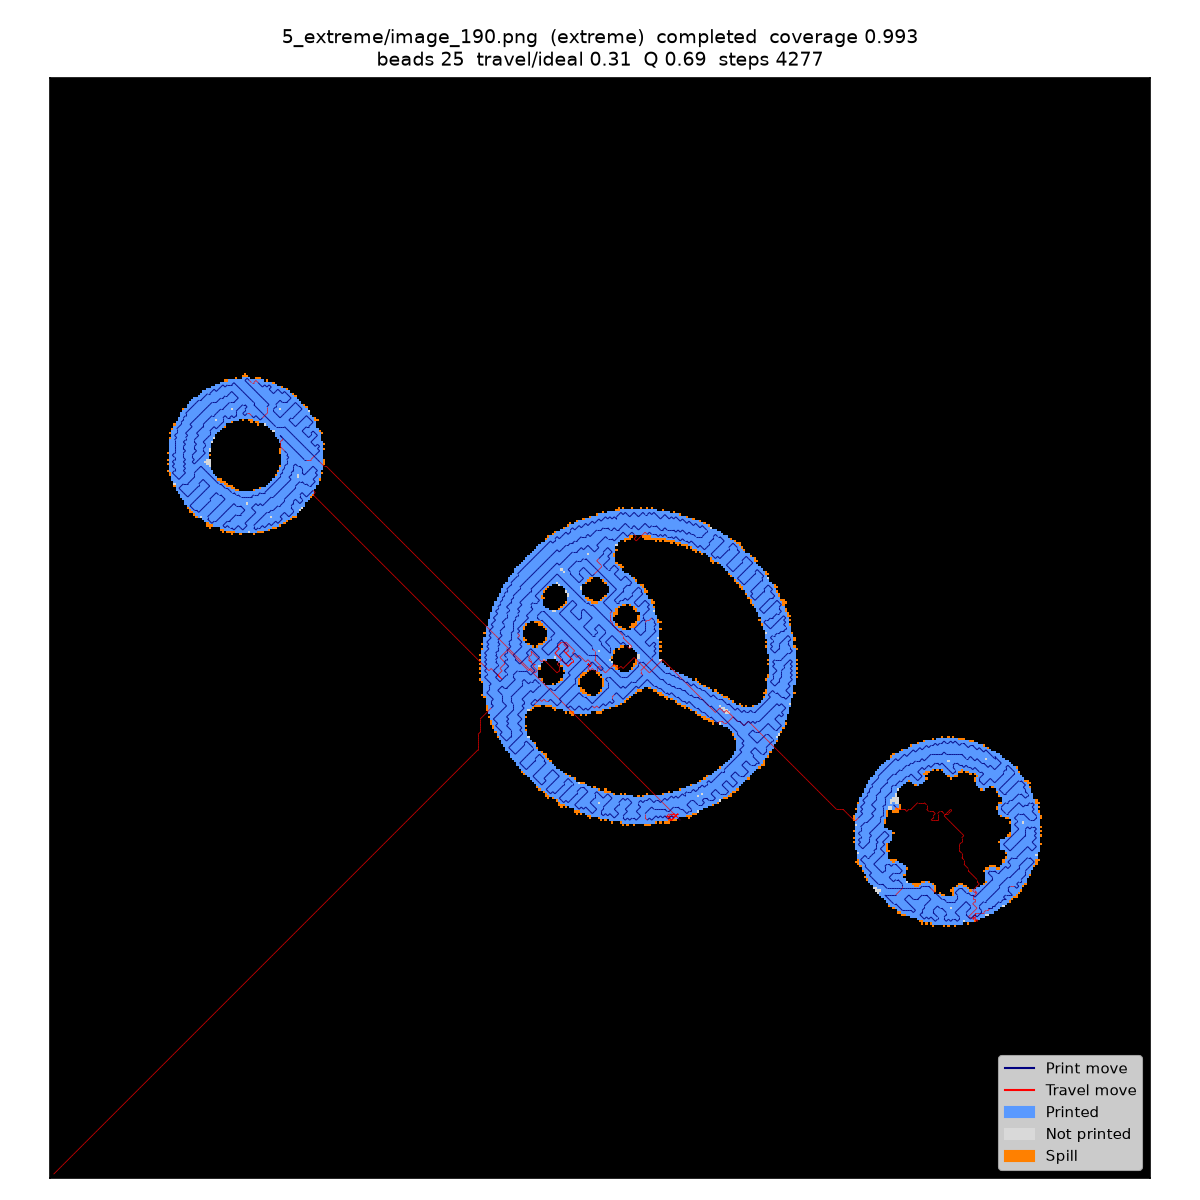 5_extreme/image_190.png  (extreme)  completed  coverage 0.993
beads 25  travel/ideal 0.31  Q 0.69  steps 4277
Print move
Travel move
Printed
Not printed
Spill